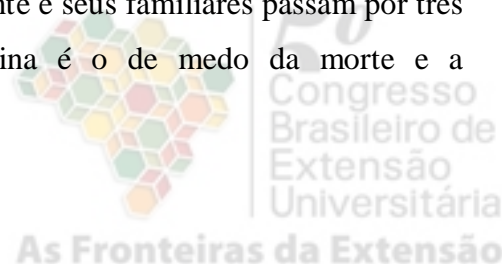 nte e seus familiares passam por três
ina é o de medo da morte e a
5º
Congresso
Brasileiro de
Extensão
Universitária
As Fronteiras da Extensão